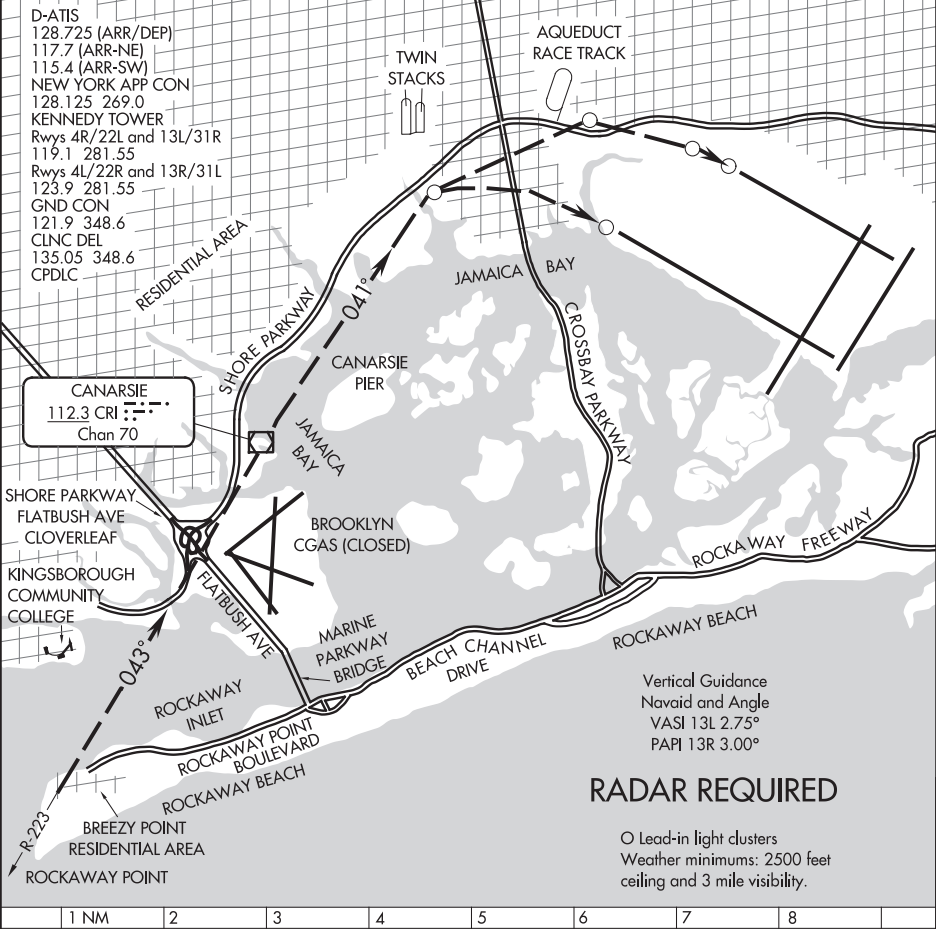 D-ATIS
128.725 (ARR/DEP)
117.7 (ARR-NE)
115.4 (ARR-SW)
NEW YORK APP CON
128.125 269.0
KENNEDY TOWER
Rwys 4R/22L and 13L/31R
119.1 281.55
Rwys 4L/22R and 13R/31L
123.9 281.55
GND CON
121.9 348.6
CLNC DEL
135.05 348.6
CPDLC
TWIN
STACKS
AQUEDUCT
RACE TRACK
RESIDENTIAL AREA
SHORE PARKWAY
041°
JAMAICA BAY
CROSSBAY PARKWAY
CANARSIE
PIER
CANARSIE
112.3 CRI
Chan 70
JAMAICA
BAY
SHORE PARKWAY
FLATBUSH AVE
CLOVERLEAF
BROOKLYN
CGAS (CLOSED)
KINGSBOROUGH
COMMUNITY
COLLEGE
FLATBUSH AVE
043°
MARINE
PARKWAY
BRIDGE
BEACH CHANNEL
DRIVE
ROCKA WAY FREEWAY
ROCKAWAY BEACH
ROCKAWAY
INLET
ROCKAWAY POINT
BOULEVARD
ROCKAWAY BEACH
Vertical Guidance
Navaid and Angle
VASI 13L 2.75°
PAPI 13R 3.00°
RADAR REQUIRED
BREEZY POINT
RESIDENTIAL AREA
R-223
ROCKAWAY POINT
O Lead-in light clusters
Weather minimums: 2500 feet
ceiling and 3 mile visibility.
1 NM 2 3 4 5 6 7 8